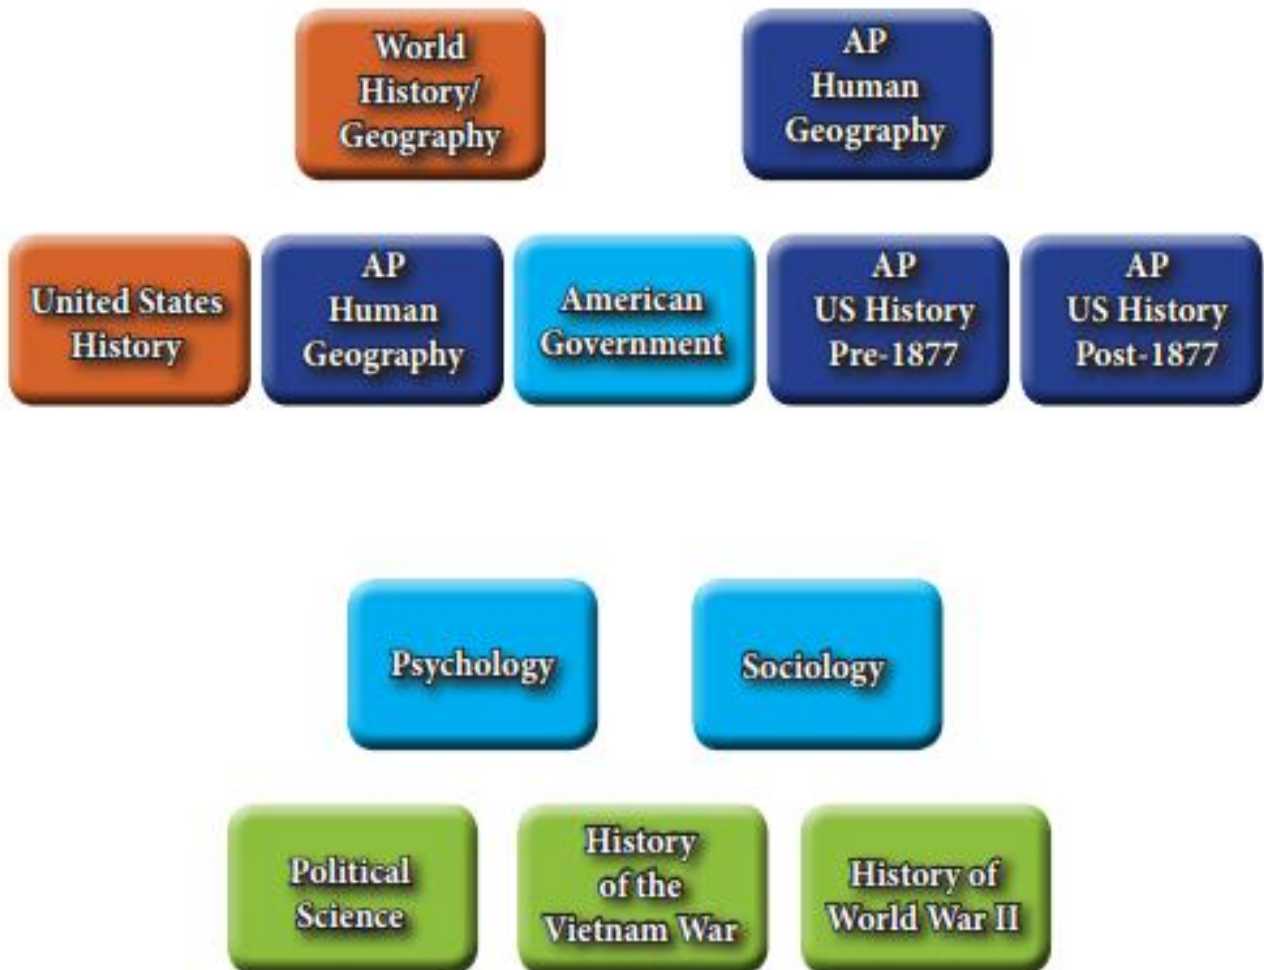 World
History/
Geography
AP
Human
Geography
United States
History
AP
Human
Geography
American
Government
AP
US History
Pre-1877
AP
US History
Post-1877
Psychology
Sociology
Political
Science
History
of the
Vietnam War
History of
World War II